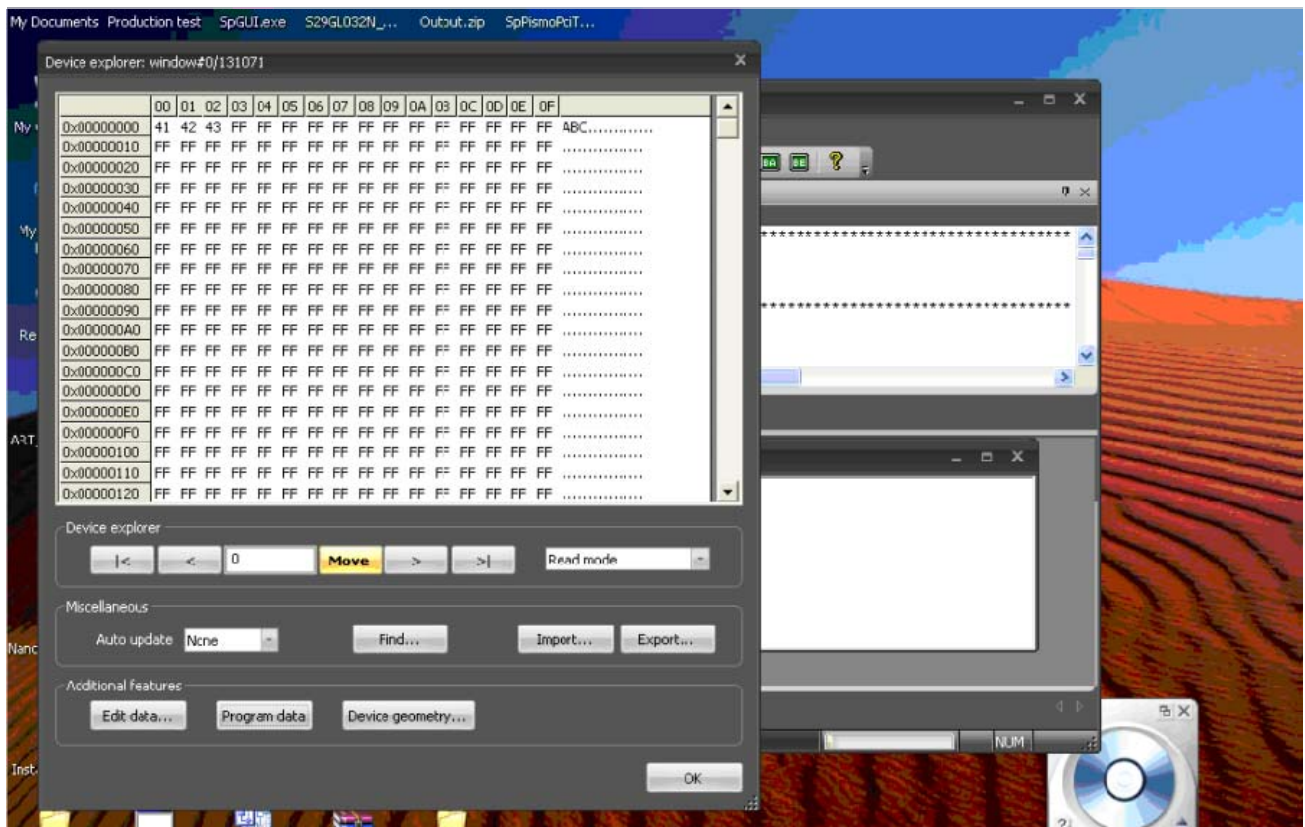 My Documents Production test SpGUI.exe S29GL032N_... Output.zip SpPismoPciT...
Device explorer: window#0/131071
00 01 02 03 04 05 06 07 08 09 0A 0B 0C 0D 0E 0F
0x00000000 41 42 43 FF FF FF FF FF FF FF FF FF FF FF FF FF ABC.............
0x00000010 FF FF FF FF FF FF FF FF FF FF FF FF FF FF FF FF ................
0x00000020 FF FF FF FF FF FF FF FF FF FF FF FF FF FF FF FF ................
0x00000030 FF FF FF FF FF FF FF FF FF FF FF FF FF FF FF FF ................
0x00000040 FF FF FF FF FF FF FF FF FF FF FF FF FF FF FF FF ................
0x00000050 FF FF FF FF FF FF FF FF FF FF FF FF FF FF FF FF ................
0x00000060 FF FF FF FF FF FF FF FF FF FF FF FF FF FF FF FF ................
0x00000070 FF FF FF FF FF FF FF FF FF FF FF FF FF FF FF FF ................
0x00000080 FF FF FF FF FF FF FF FF FF FF FF FF FF FF FF FF ................
0x00000090 FF FF FF FF FF FF FF FF FF FF FF FF FF FF FF FF ................
0x000000A0 FF FF FF FF FF FF FF FF FF FF FF FF FF FF FF FF ................
0x000000B0 FF FF FF FF FF FF FF FF FF FF FF FF FF FF FF FF ................
0x000000C0 FF FF FF FF FF FF FF FF FF FF FF FF FF FF FF FF ................
0x000000D0 FF FF FF FF FF FF FF FF FF FF FF FF FF FF FF FF ................
0x000000E0 FF FF FF FF FF FF FF FF FF FF FF FF FF FF FF FF ................
0x000000F0 FF FF FF FF FF FF FF FF FF FF FF FF FF FF FF FF ................
0x00000100 FF FF FF FF FF FF FF FF FF FF FF FF FF FF FF FF ................
0x00000110 FF FF FF FF FF FF FF FF FF FF FF FF FF FF FF FF ................
0x00000120 FF FF FF FF FF FF FF FF FF FF FF FF FF FF FF FF ................
Device explorer
|< < 0 Move > >| Read mode
Miscellaneous
Auto update None Find... Import... Export...
Additional features
Edit data... Program data Device geometry...
OK
My
My
Re
ART_
Nanc
Inst
NUM